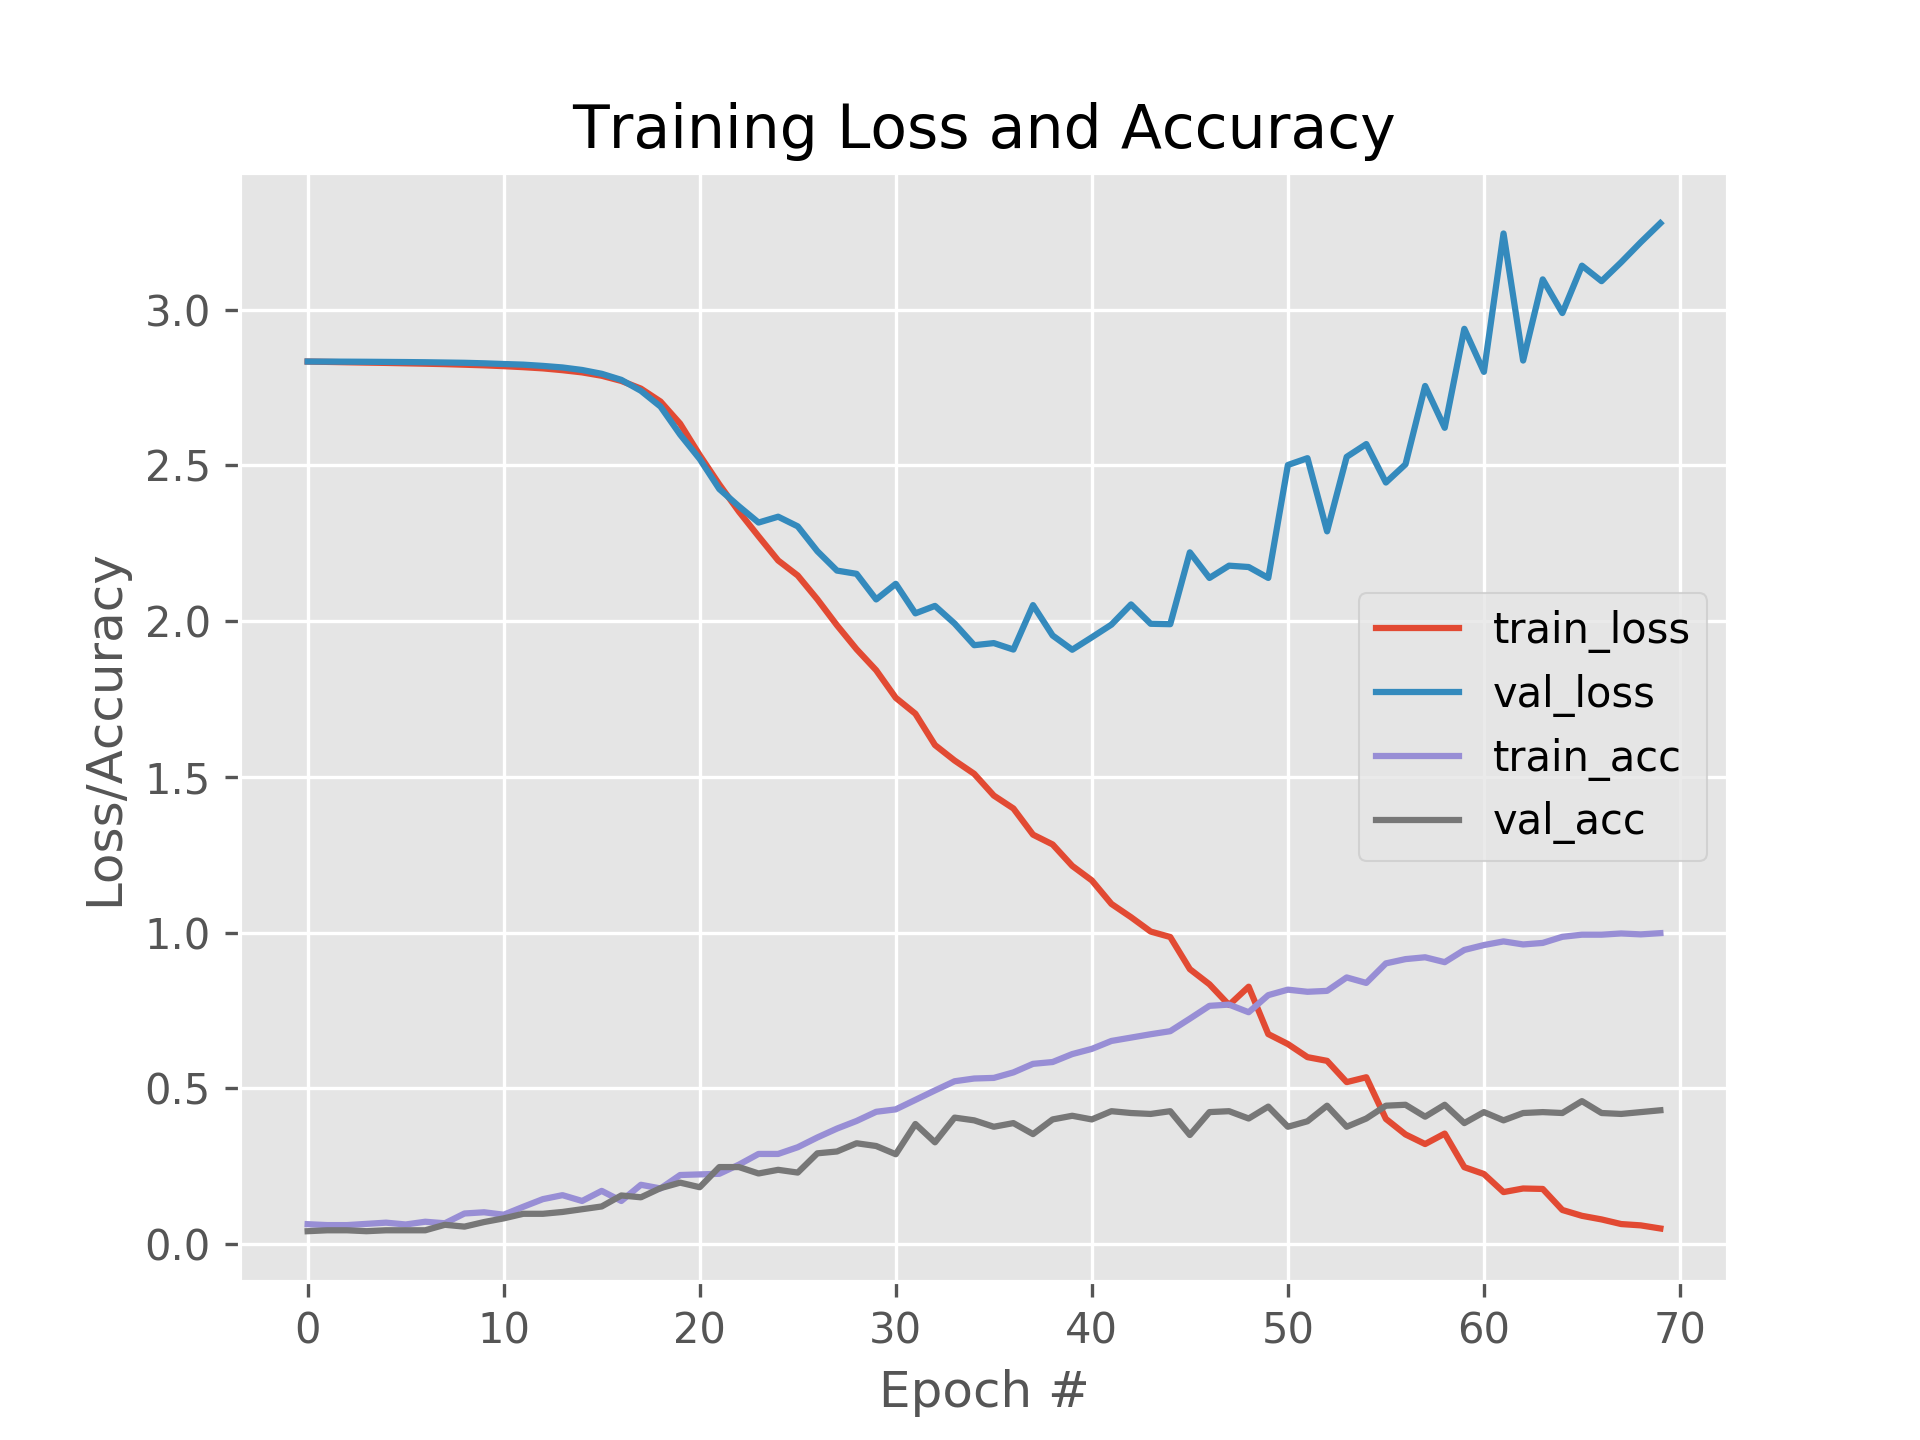 Training Loss and Accuracy
Loss/Accuracy
3.0
2.5
2.0
1.5
1.0
0.5
0.0
train_loss
val_loss
train_acc
val_acc
0 10 20 30 40 50 60 70
Epoch #